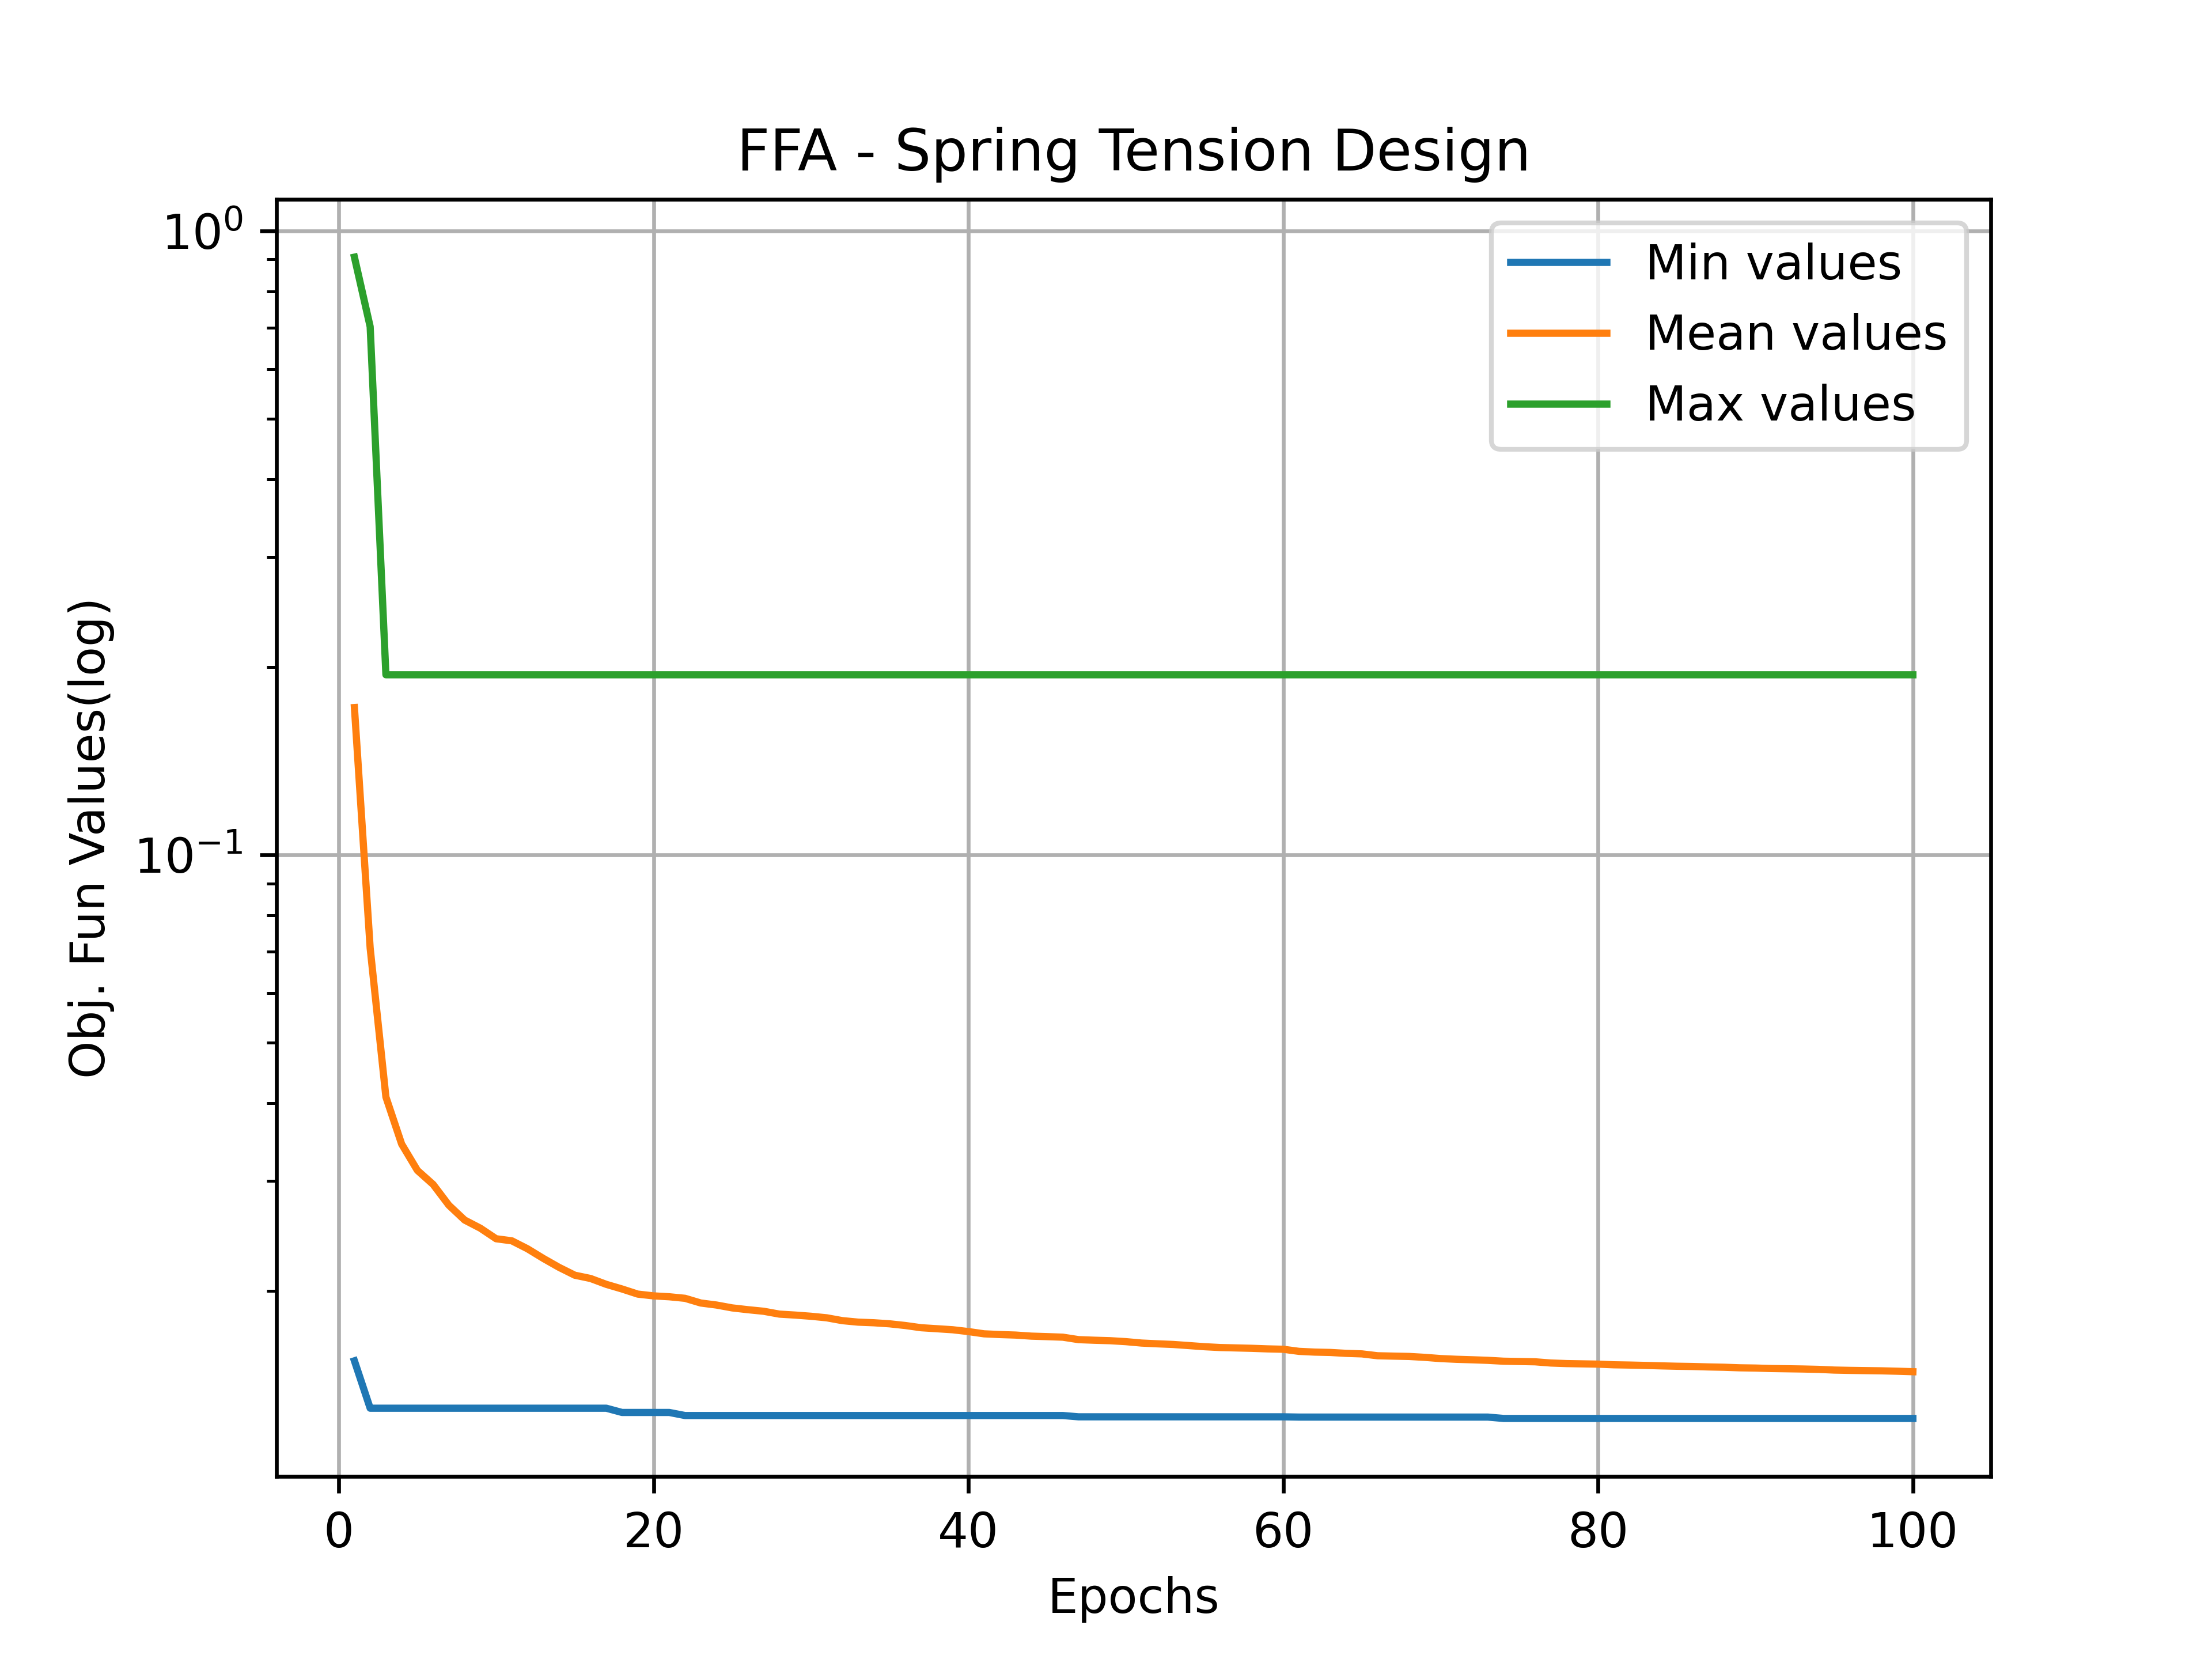 FFA - Spring Tension Design
10⁰
10⁻¹
Obj. Fun Values(log)
Min values
Mean values
Max values
0 20 40 60 80 100
Epochs